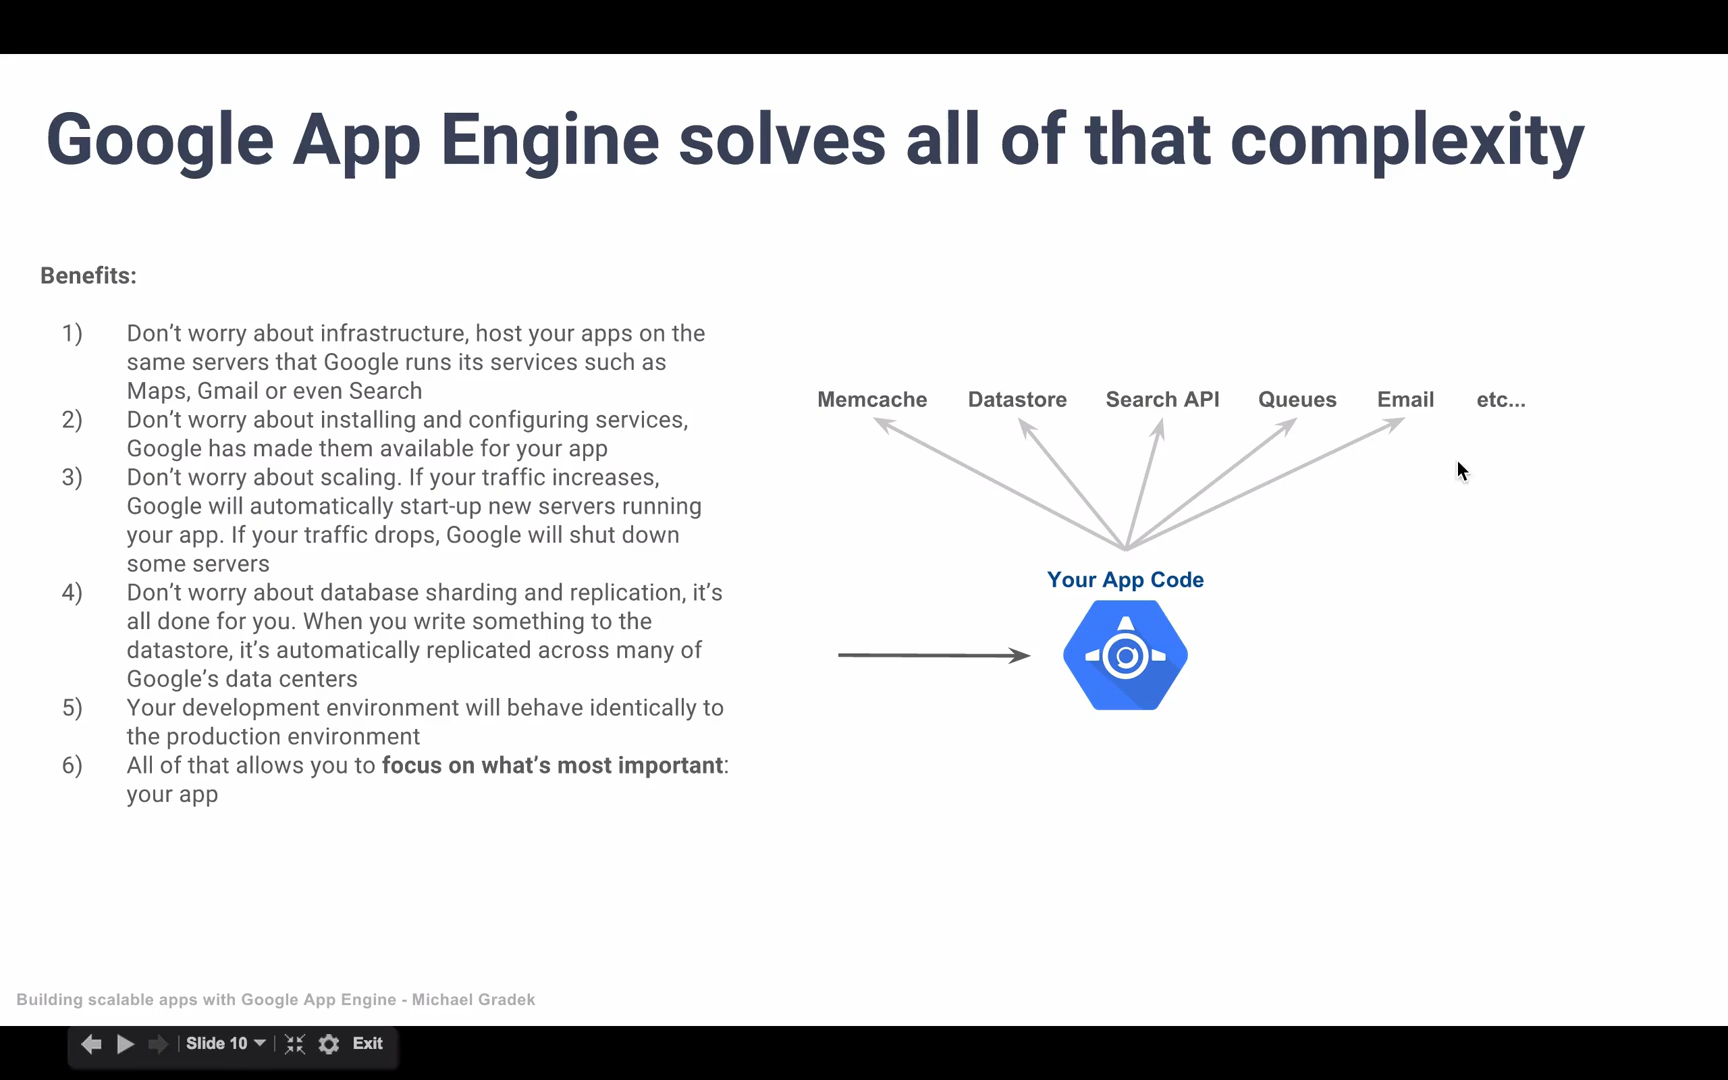 Google App Engine solves all of that complexity
Benefits:
1) Don’t worry about infrastructure, host your apps on the
same servers that Google runs its services such as
Maps, Gmail or even Search
2) Don’t worry about installing and configuring services,
Google has made them available for your app
3) Don’t worry about scaling. If your traffic increases,
Google will automatically start-up new servers running
your app. If your traffic drops, Google will shut down
some servers
4) Don’t worry about database sharding and replication, it’s
all done for you. When you write something to the
datastore, it’s automatically replicated across many of
Google’s data centers
5) Your development environment will behave identically to
the production environment
6) All of that allows you to focus on what’s most important:
your app
Memcache Datastore Search API Queues Email etc...
Your App Code
Building scalable apps with Google App Engine - Michael Gradek
Slide 10 Exit